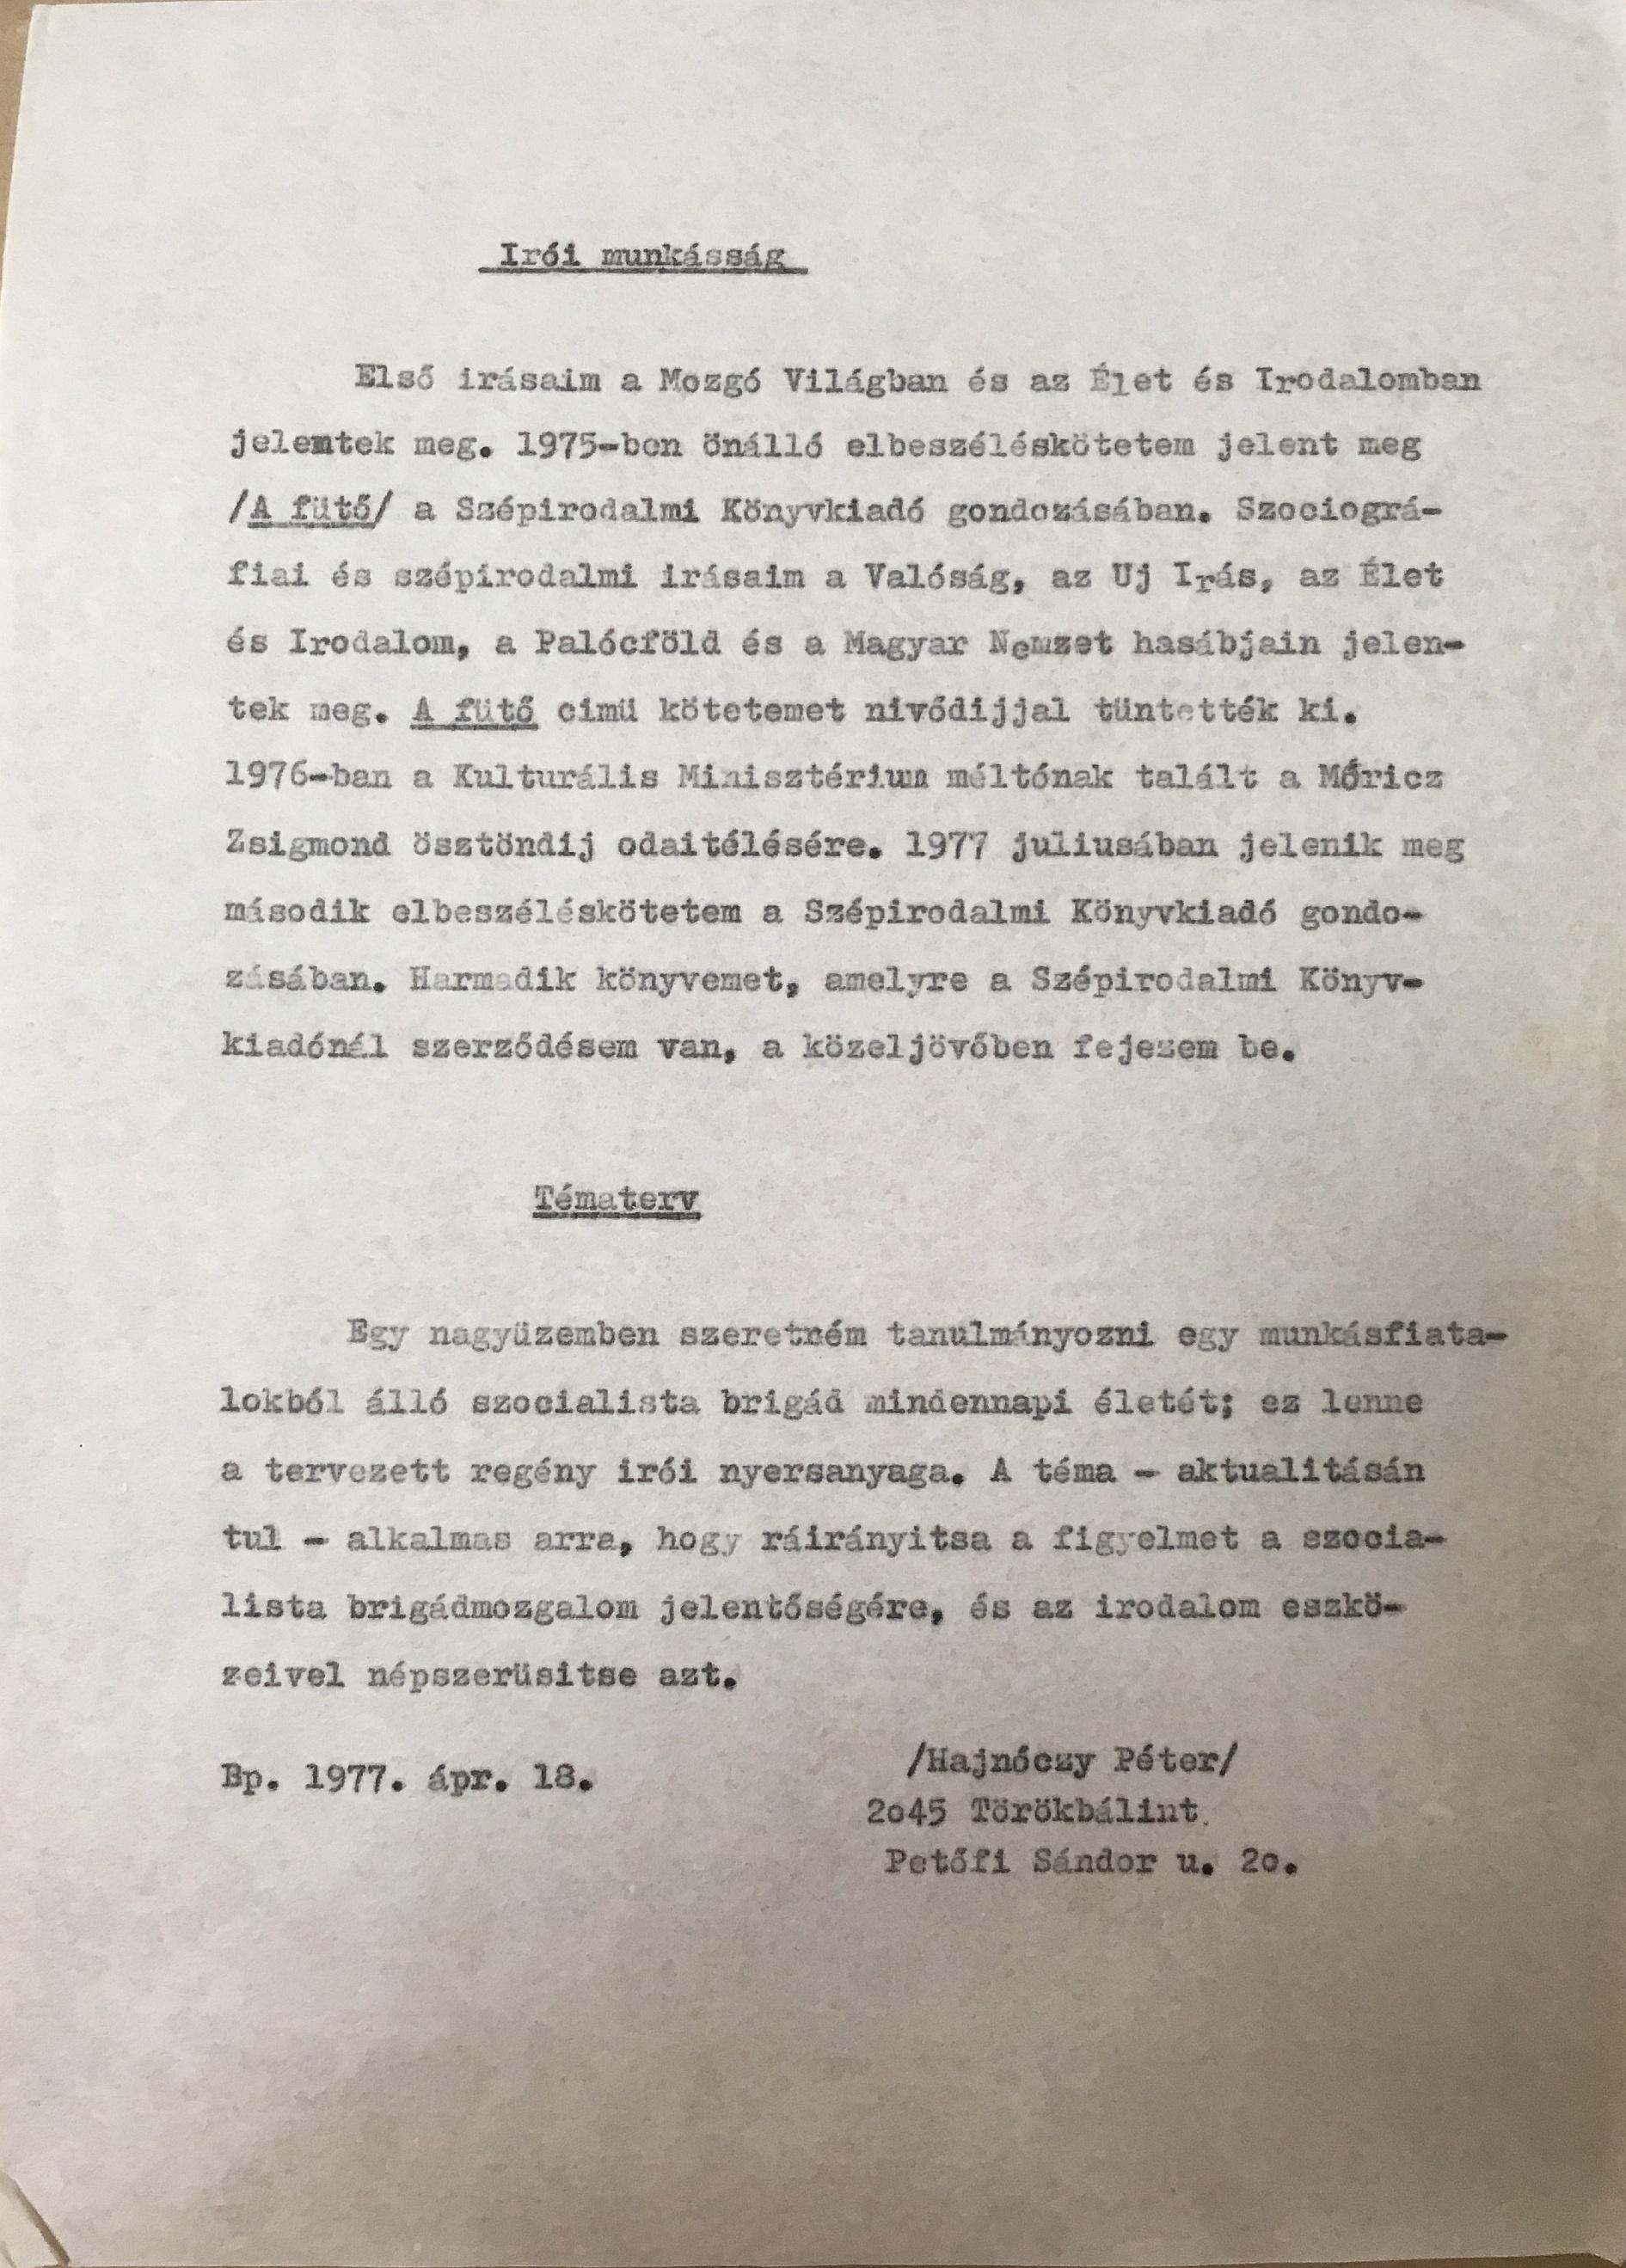 Irói munkásság
Első irásaim a Mozgó Világban és az Élet és Irodalomban
jelentek meg. 1975-ben önálló elbeszéléskötetem jelent meg
/A fütő/ a Szépirodalmi Könyvkiadó gondozásában. Szociográ-
fiai és szépirodalmi irásaim a Valóság, az Uj Irás, az Élet
és Irodalom, a Palócföld és a Magyar Nemzet hasábjain jelen-
tek meg. A fütő cimü kötetemet nivődijjal tüntették ki.
1976-ban a Kulturális Minisztérium méltónak talált a Móricz
Zsigmond ösztöndij odaitélésére. 1977 juliusában jelenik meg
második elbeszéléskötetem a Szépirodalmi Könyvkiadó gondo-
zásában. Harmadik könyvemet, amelyre a Szépirodalmi Könyv-
kiadónál szerződésem van, a közeljövőben fejezem be.
Tématerv
Egy nagyüzemben szeretném tanulmányozni egy munkásfiata-
lokból álló szocialista brigád mindennapi életét; ez lenne
a tervezett regény irói nyersanyaga. A téma - aktualitásán
tul - alkalmas arra, hogy ráirányitsa a figyelmet a szocia-
lista brigádmozgalom jelentőségére, és az irodalom eszkö-
zeivel népszerüsitse azt.
Bp. 1977. ápr. 18.
/Hajnóczy Péter/
2o45 Törökbálint.
Petőfi Sándor u. 2o.